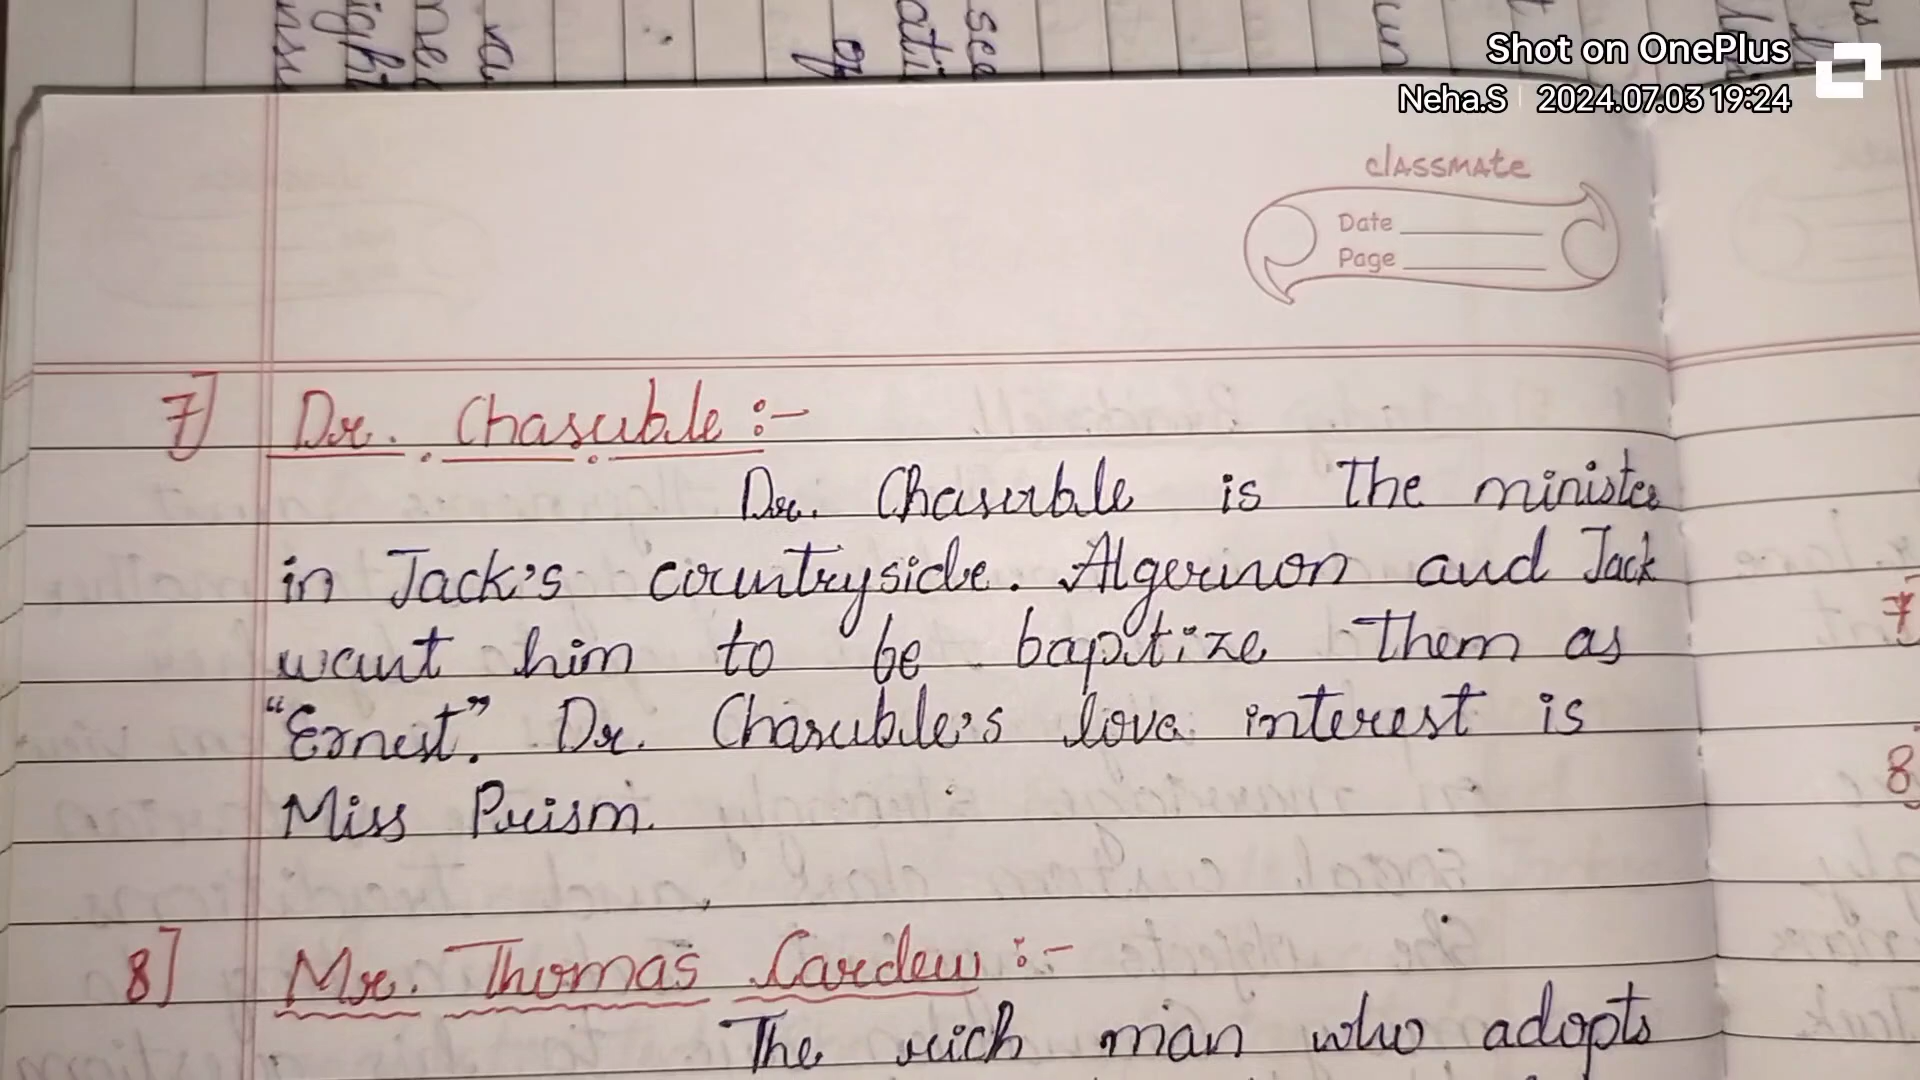 Shot on OnePlus
Neha.S 2024.07.03 19:24
classmate
Date
Page
7] Dr. Chasuble :-
Dr. Chasuble is the minister
in Jack's countryside. Algerinon and Jack
want him to be baptize them as
"Ernest". Dr. Chasuble's love interest is
Miss Prism.
8] Mr. Thomas Cardew :-
The rich man who adopts